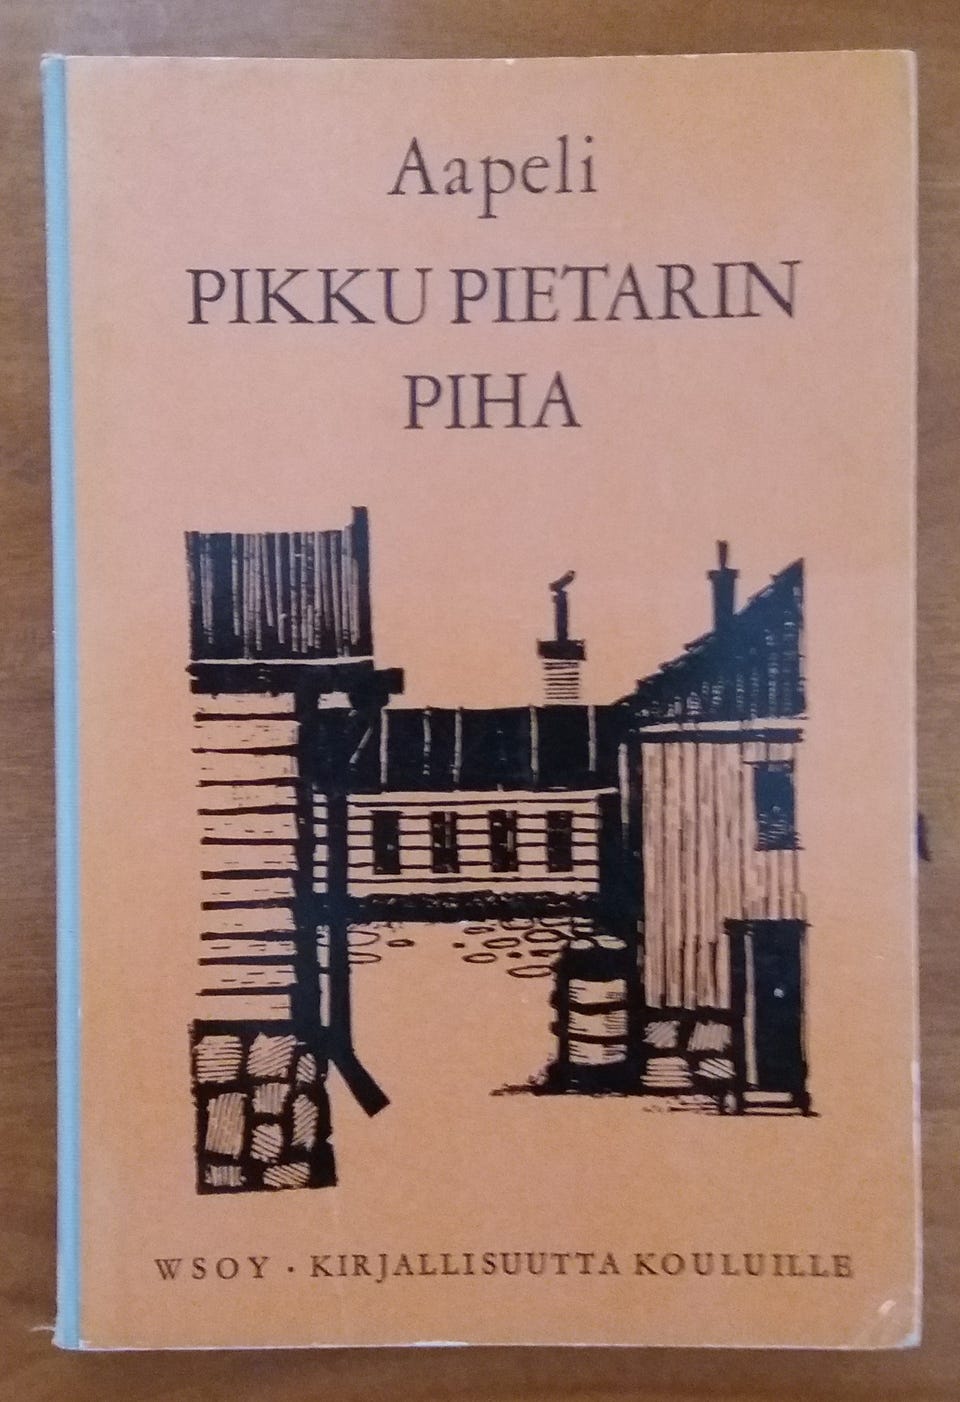 Aapeli
PIKKU PIETARIN
PIHA
WSOY · KIRJALLISUUTTA KOULUILLE